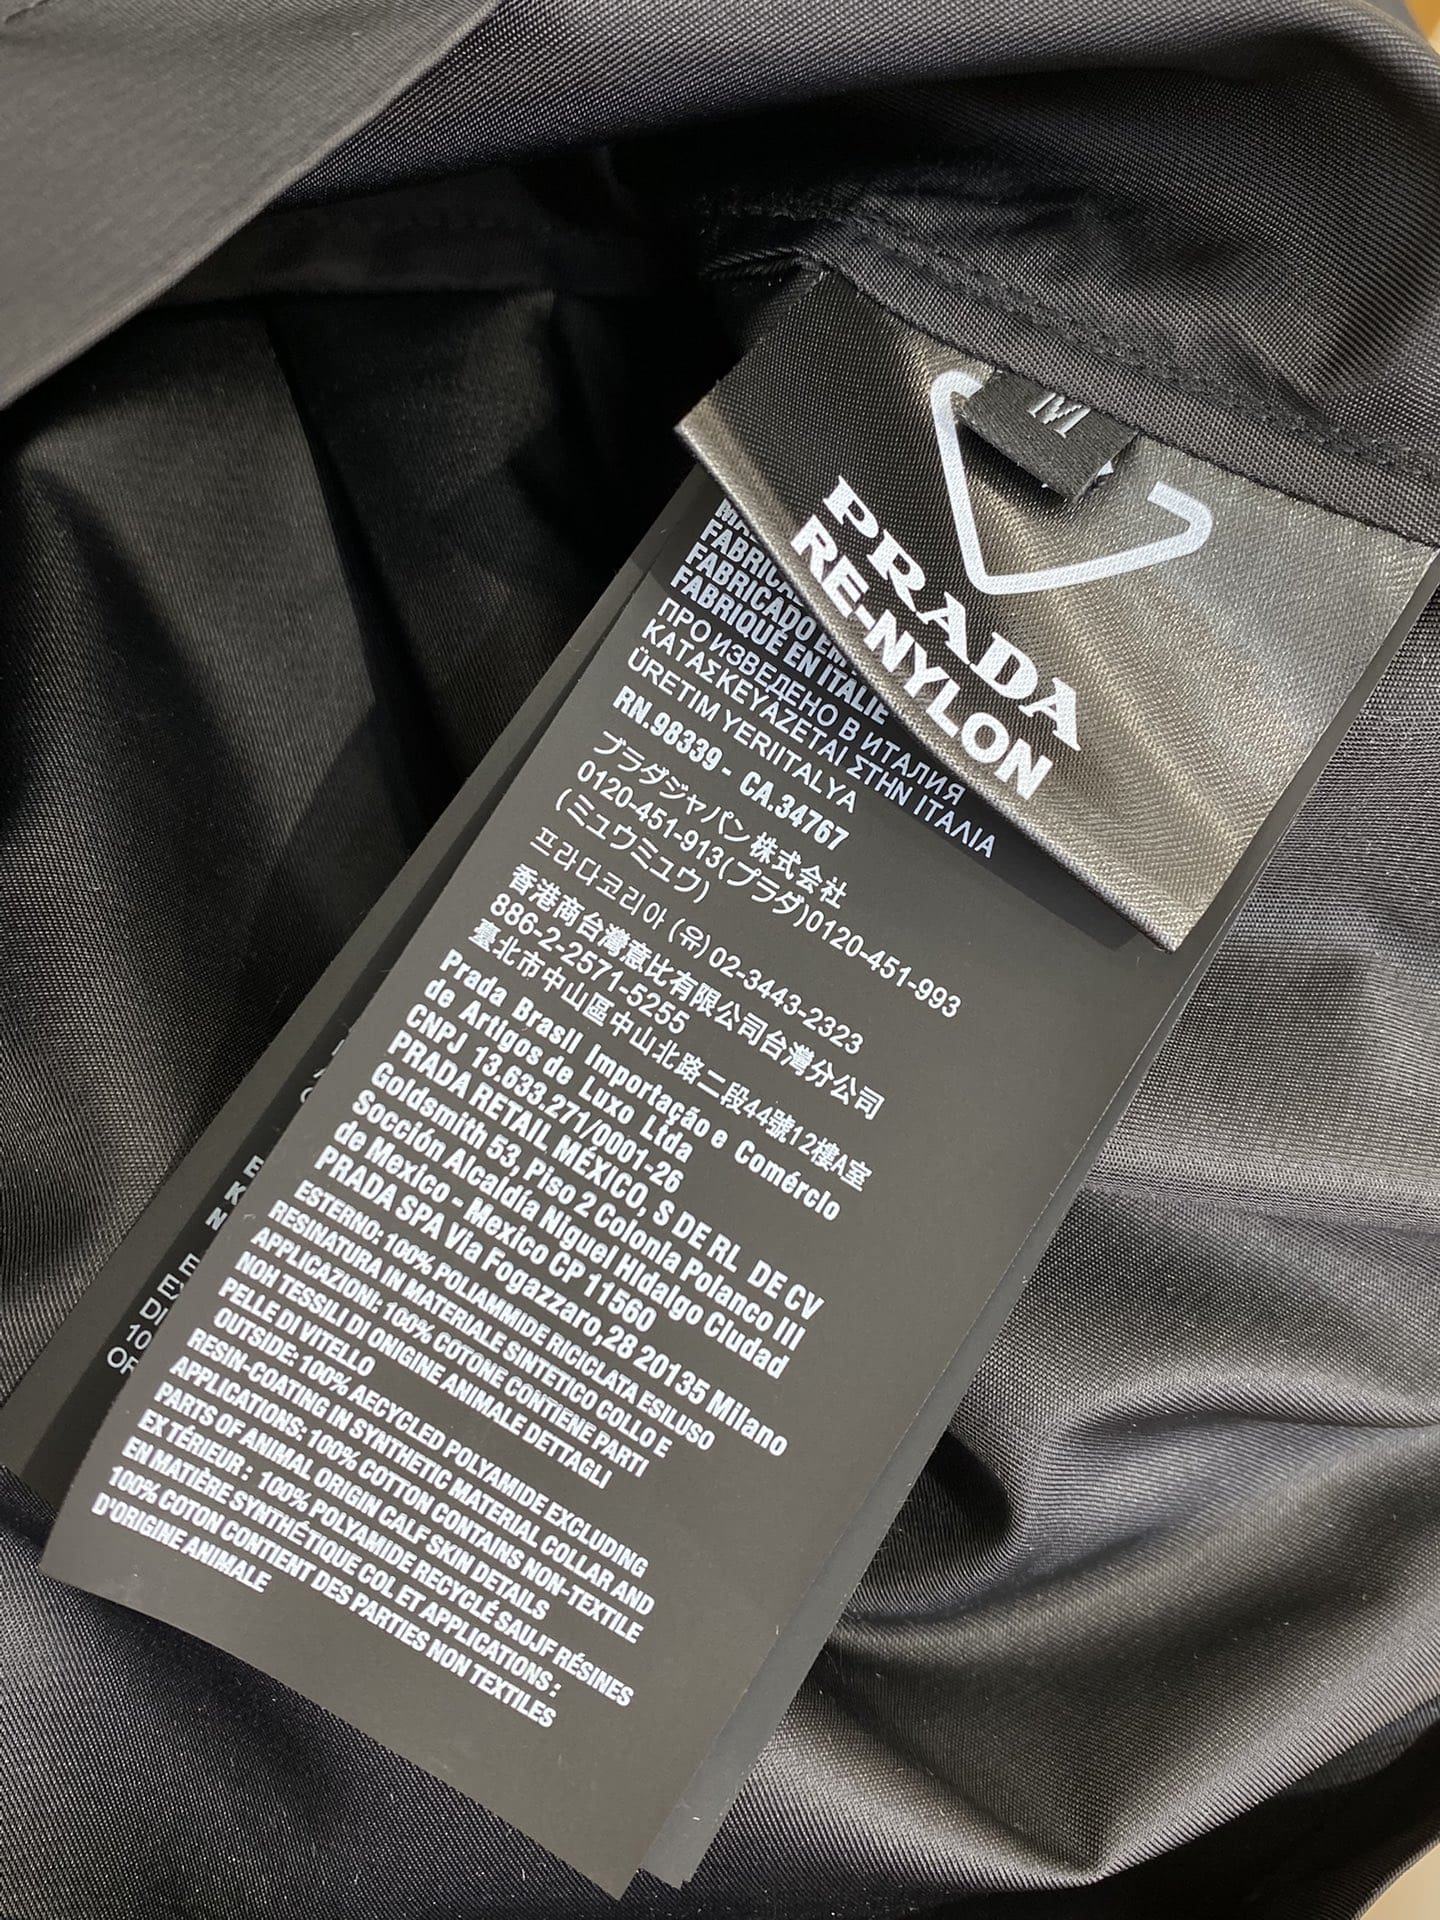 M
PRADA
RE-NYLON
FABRICADO EN
FABRIQUÉ EN ITALIE
ПРОИЗВЕДЕНО В ИТАЛИЯ
ΚΑΤΑΣΚΕΥΆΖΕΤΑΙ ΣΤΗΝ ΙΤΑΛΙΑ
ÜRETIM YERIITALYA
RN.98339 - CA.34767
プラダジャパン株式会社
0120-451-913(プラダ)0120-451-993
(ミュウミュウ)
프라다코리아 (유) 02-3443-2323
香港商台灣意比有限公司台灣分公司
886-2-2571-5255
臺北市中山區中山北路二段44號12樓A室
Prada Brasil Importação e Comércio
de Artigos de Luxo Ltda
CNPJ 13.633.271/0001-26
PRADA RETAIL MÉXICO, S DE RL DE CV
Goldsmith 53, Piso 2 Colonla Polanco III
Socción Alcaldía Niguel Hidalgo Ciudad
de Mexico - Mexico CP 11560
PRADA SPA Via Fogazzaro, 28 20135 Milano
ESTERNO: 100% POLIAMMIDE RICICLATA ESILUSO
RESINATURA IN MATERIALE SINTETICO COLLO E
APPLICAZIONI: 100% COTONE CONTIENE PARTI
NOH TESSILI DI ONIGINE ANIMALE DETTAGLI
PELLE DI VITELLO
OUTSIDE: 100% AECYCLED POLYAMIDE EXCLUDING
RESIN-COATING IN SYNTHETIC MATERIAL COLLAR AND
APPLICATIONS: 100% COTTON CONTAINS NON-TEXTILE
PARTS OF ANIMAL ORIGIN CALF SKIN DETAILS
EXTÉRIEUR : 100% POLYAMIDE RECYCLÉ SAUJF RÉSINES
EN MATIÈRE SYNTHÉTIQUE COL ET APPLICATIONS :
100% COTON CONTIENT DES PARTIES NON TEXTILES
D'ORIGINE ANIMALE